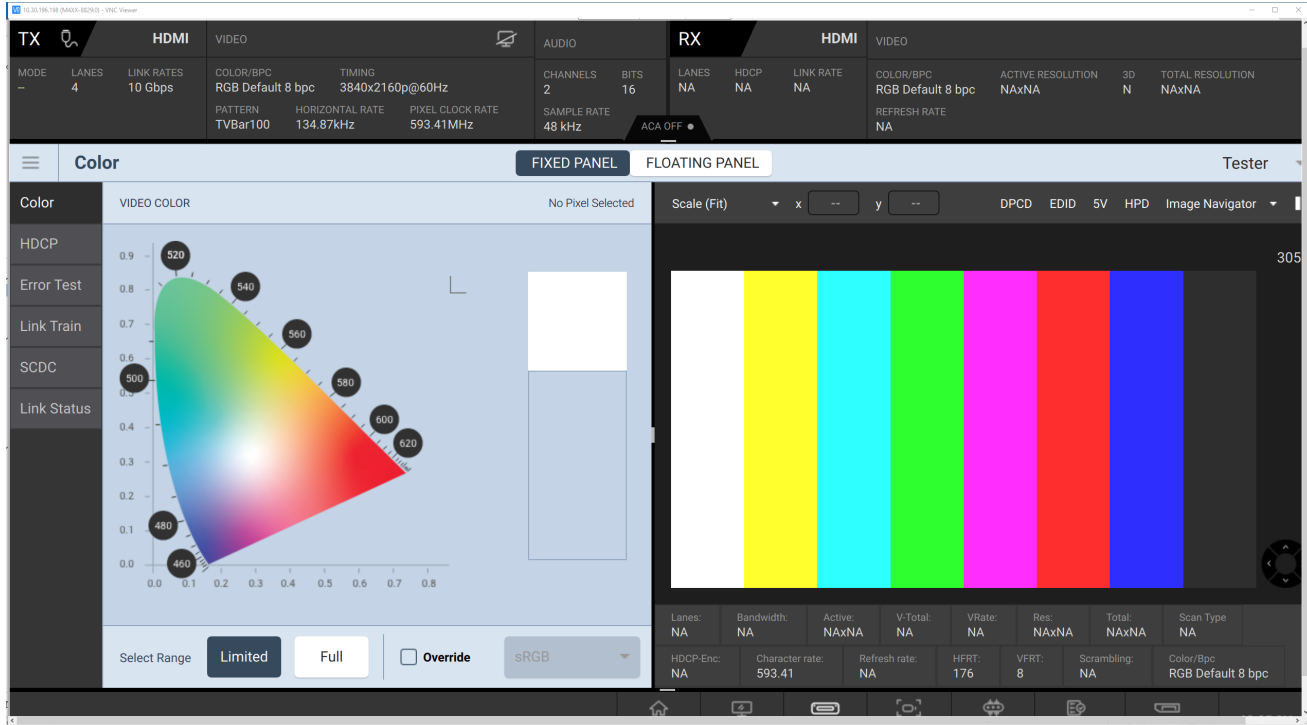 10.30.196.198 (M4XX-8829.0) - VNC Viewer
TX HDMI VIDEO AUDIO RX HDMI VIDEO
MODE LANES LINK RATES COLOR/BPC TIMING CHANNELS BITS LANES HDCP LINK RATE COLOR/BPC ACTIVE RESOLUTION 3D TOTAL RESOLUTION
-- 4 10 Gbps RGB Default 8 bpc 3840x2160p@60Hz 2 16 NA NA NA RGB Default 8 bpc NAxNA N NAxNA
PATTERN HORIZONTAL RATE PIXEL CLOCK RATE SAMPLE RATE REFRESH RATE
TVBar100 134.87kHz 593.41MHz 48 kHz ACA OFF NA
Color FIXED PANEL FLOATING PANEL Tester
Color
HDCP
Error Test
Link Train
SCDC
Link Status
VIDEO COLOR No Pixel Selected
0.9 520
0.8 540
0.7 560
0.6
500 580
0.5
0.4 600
620
0.3
0.2
0.1 480
0.0 460
0.0 0.1 0.2 0.3 0.4 0.5 0.6 0.7 0.8
Select Range Limited Full Override sRGB
Scale (Fit) x -- y -- DPCD EDID 5V HPD Image Navigator
305
Lanes: Bandwidth: Active: V-Total: VRate: Res: Total: Scan Type
NA NA NAxNA NA NA NAxNA NAxNA NA
HDCP-Enc: Character rate: Refresh rate: HFRT: VFRT: Scrambling: Color/Bpc
NA 593.41 NA 176 8 NA RGB Default 8 bpc